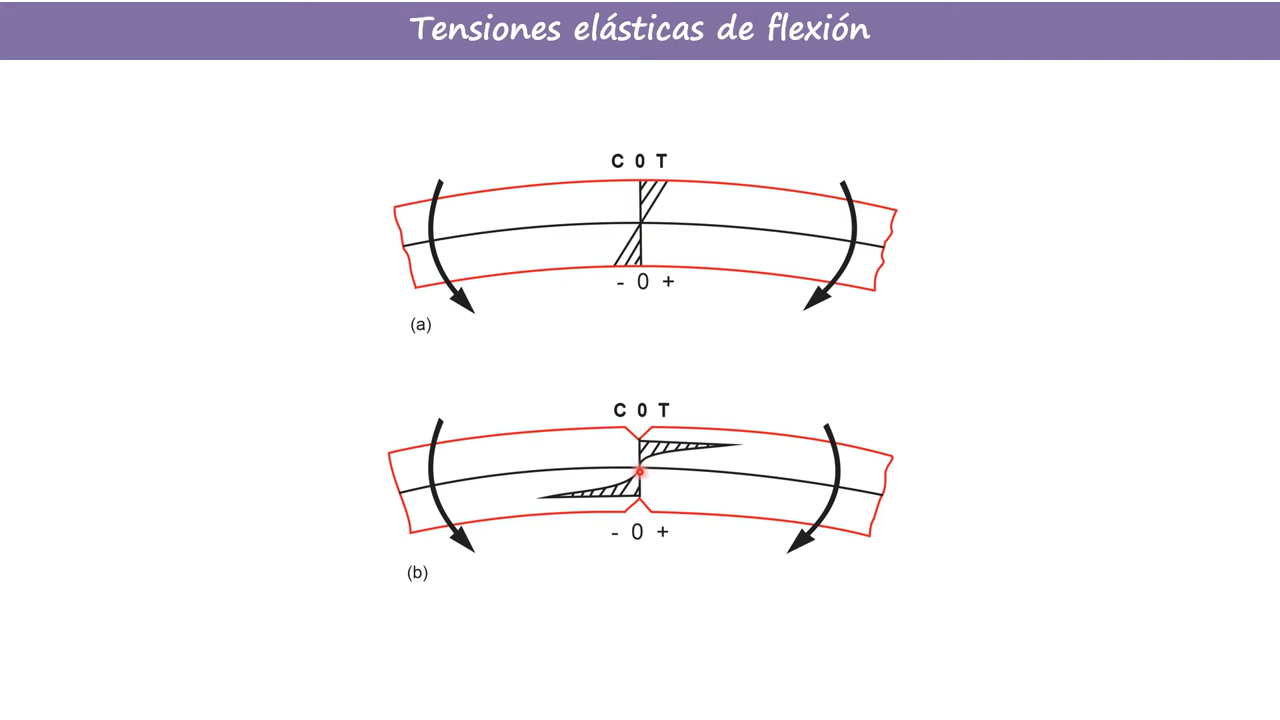 Tensiones elásticas de flexión
C 0 T
- 0 +
(a)
C 0 T
- 0 +
(b)